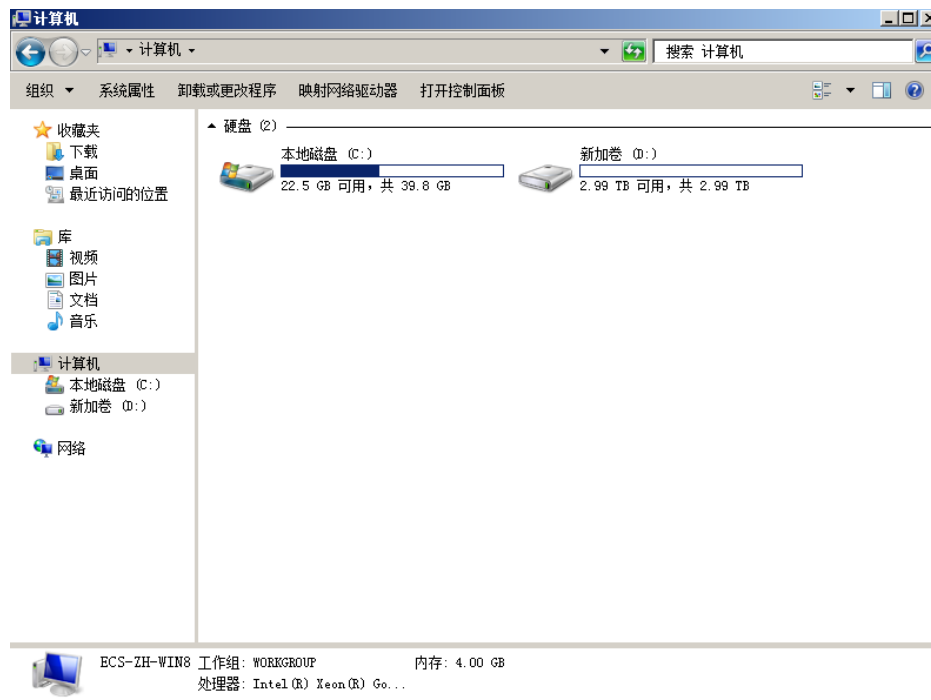 计算机
计算机
搜索 计算机
组织 系统属性 卸载或更改程序 映射网络驱动器 打开控制面板
收藏夹
下载
桌面
最近访问的位置
库
视频
图片
文档
音乐
计算机
本地磁盘 (C:)
新加卷 (D:)
网络
硬盘 (2)
本地磁盘 (C:)
22.5 GB 可用，共 39.8 GB
新加卷 (D:)
2.99 TB 可用，共 2.99 TB
ECS-ZH-WIN8 工作组: WORKGROUP 内存: 4.00 GB
处理器: Intel(R) Xeon(R) Go...